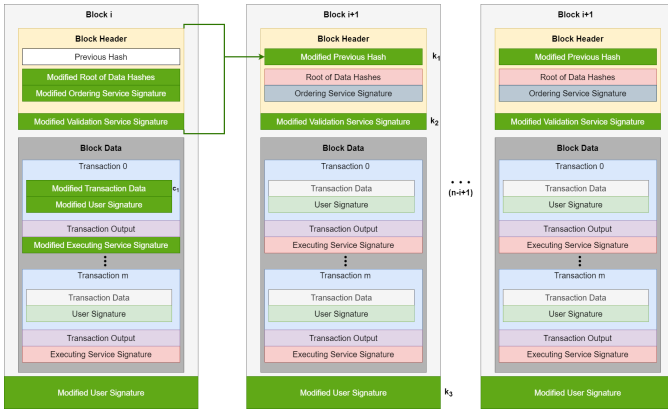 Block i
Block Header
Previous Hash
Modified Root of Data Hashes
Modified Ordering Service Signature
Modified Validation Service Signature
Block Data
Transaction 0
Modified Transaction Data
c1
Modified User Signature
Transaction Output
Modified Executing Service Signature
Transaction m
Transaction Data
User Signature
Transaction Output
Executing Service Signature
Modified User Signature
Block i+1
Block Header
Modified Previous Hash
k1
Root of Data Hashes
Ordering Service Signature
Modified Validation Service Signature
k2
Block Data
Transaction 0
Transaction Data
User Signature
Transaction Output
Executing Service Signature
Transaction m
Transaction Data
User Signature
Transaction Output
Executing Service Signature
Modified User Signature
k3
• • •
(n-i+1)
Block i+1
Block Header
Modified Previous Hash
Root of Data Hashes
Ordering Service Signature
Modified Validation Service Signature
Block Data
Transaction 0
Transaction Data
User Signature
Transaction Output
Executing Service Signature
Transaction m
Transaction Data
User Signature
Transaction Output
Executing Service Signature
Modified User Signature